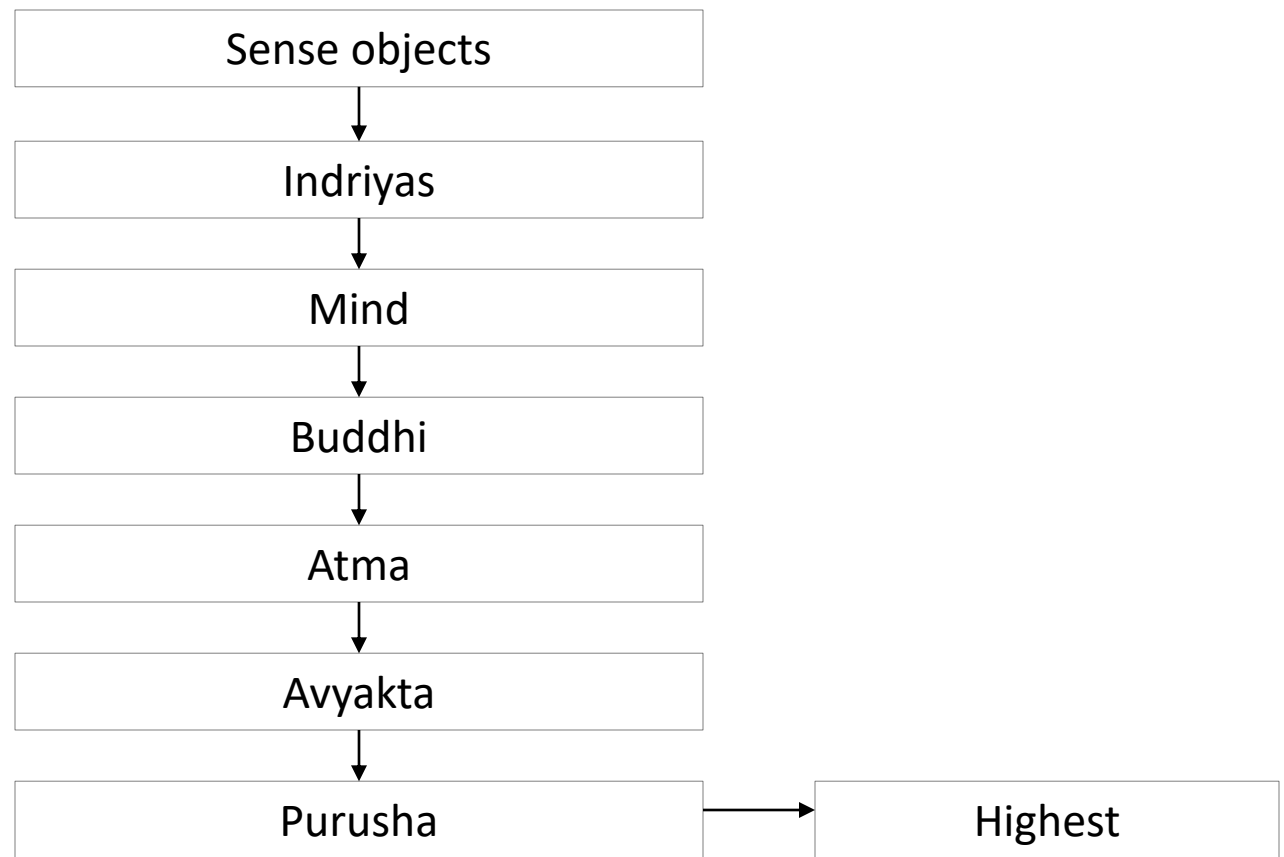 Sense objects
Indriyas
Mind
Buddhi
Atma
Avyakta
Purusha
Highest